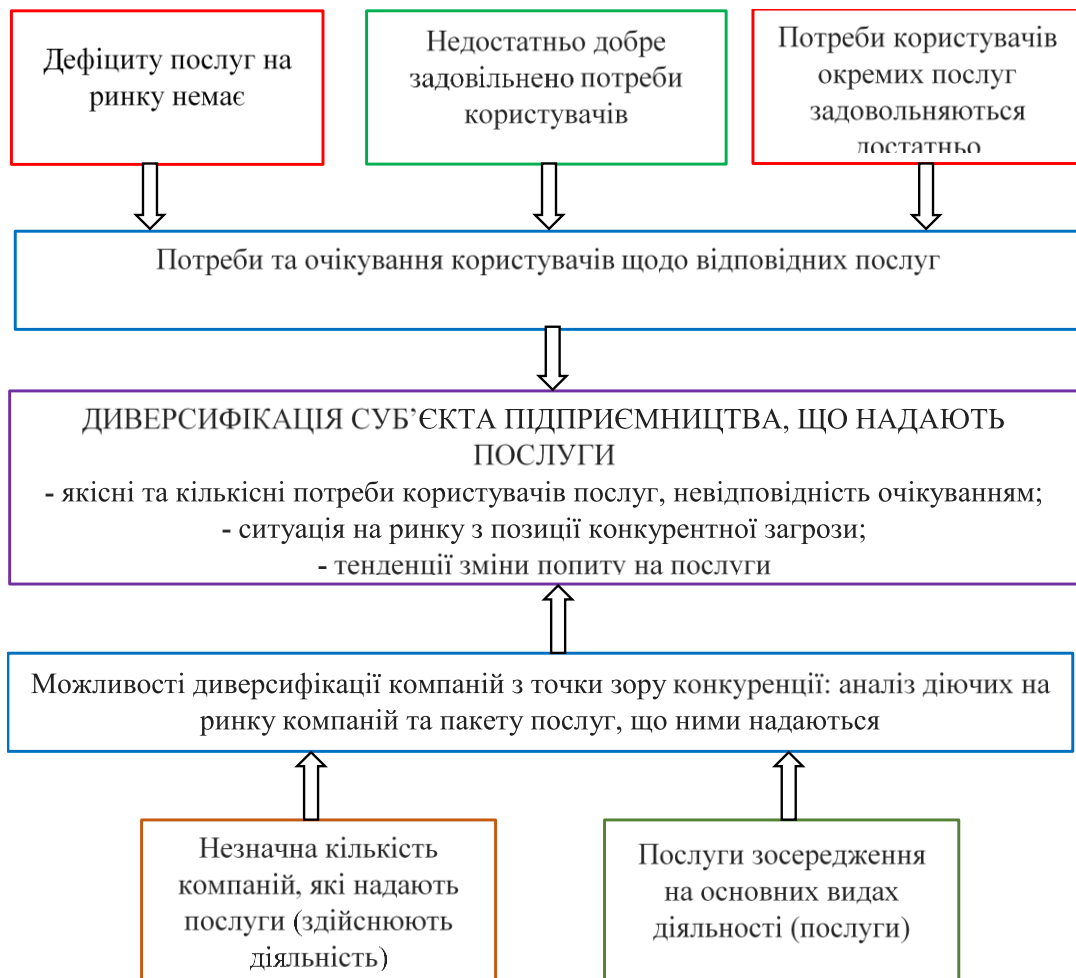 Дефіциту послуг на
ринку немає
Недостатньо добре
задовільнено потреби
користувачів
Потреби користувачів
окремих послуг
задовольняються
достатньо
Потреби та очікування користувачів щодо відповідних послуг
ДИВЕРСИФІКАЦІЯ СУБ’ЄКТА ПІДПРИЄМНИЦТВА, ЩО НАДАЮТЬ
ПОСЛУГИ
- якісні та кількісні потреби користувачів послуг, невідповідність очікуванням;
- ситуація на ринку з позиції конкурентної загрози;
- тенденції зміни попиту на послуги
Можливості диверсифікації компаній з точки зору конкуренції: аналіз діючих на
ринку компаній та пакету послуг, що ними надаються
Незначна кількість
компаній, які надають
послуги (здійснюють
діяльність)
Послуги зосередження
на основних видах
діяльності (послуги)